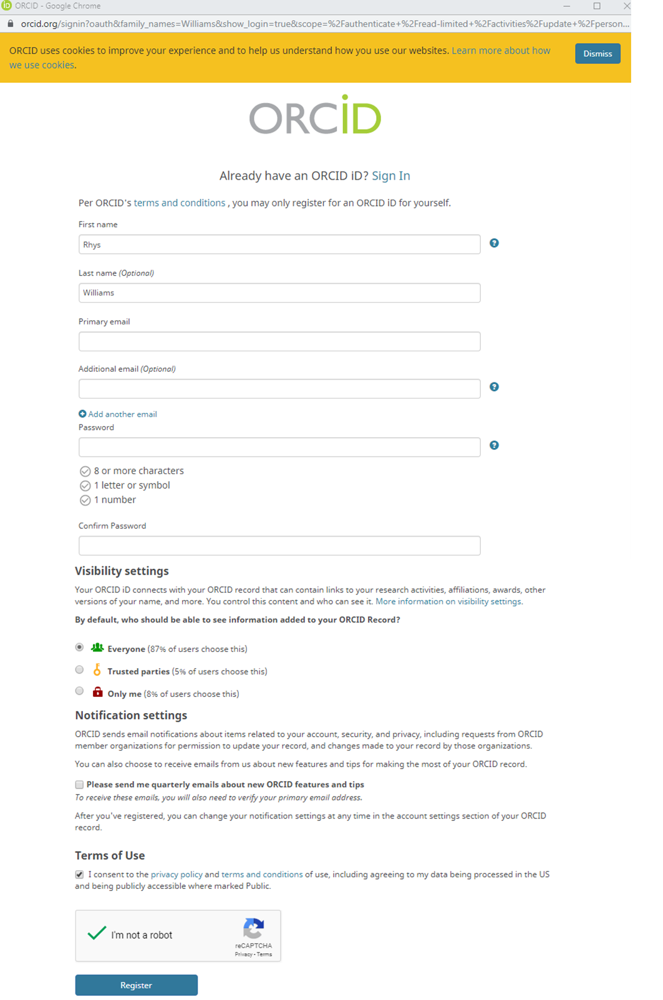 ORCID - Google Chrome
orcid.org/signin?oauth&family_names=Williams&show_login=true&scope=%2Fauthenticate+%2Fread-limited+%2Factivities%2Fupdate+%2Fperson...
ORCID uses cookies to improve your experience and to help us understand how you use our websites. Learn more about how
we use cookies.
Dismiss
ORCiD
Already have an ORCID iD? Sign In
Per ORCID's terms and conditions , you may only register for an ORCID iD for yourself.
First name
Rhys
Last name (Optional)
Williams
Primary email
Additional email (Optional)
Add another email
Password
8 or more characters
1 letter or symbol
1 number
Confirm Password
Visibility settings
Your ORCID iD connects with your ORCID record that can contain links to your research activities, affiliations, awards, other
versions of your name, and more. You control this content and who can see it. More information on visibility settings.
By default, who should be able to see information added to your ORCID Record?
Everyone (87% of users choose this)
Trusted parties (5% of users choose this)
Only me (8% of users choose this)
Notification settings
ORCID sends email notifications about items related to your account, security, and privacy, including requests from ORCID
member organizations for permission to update your record, and changes made to your record by those organizations.
You can also choose to receive emails from us about new features and tips for making the most of your ORCID record.
Please send me quarterly emails about new ORCID features and tips
To receive these emails, you will also need to verify your primary email address.
After you've registered, you can change your notification settings at any time in the account settings section of your ORCID
record.
Terms of Use
I consent to the privacy policy and terms and conditions of use, including agreeing to my data being processed in the US
and being publicly accessible where marked Public.
I'm not a robot
reCAPTCHA
Privacy - Terms
Register